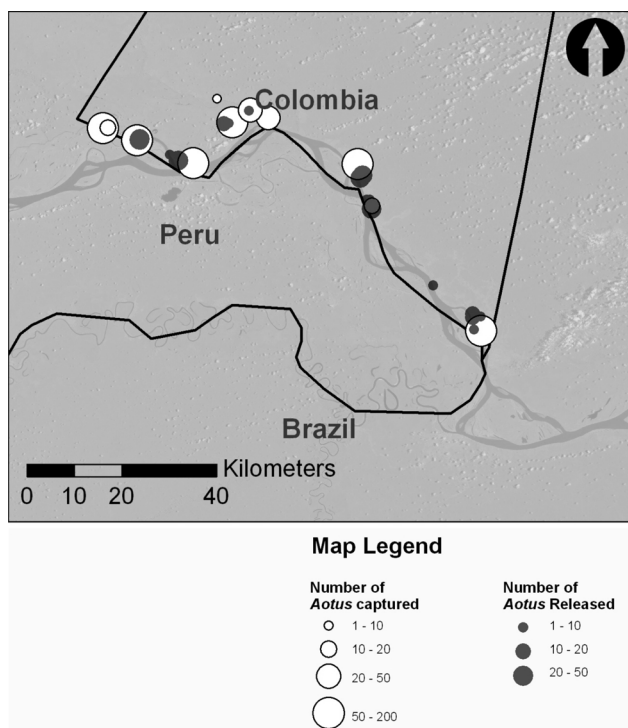 Colombia
Peru
Brazil
Kilometers
0 10 20 40
Map Legend
Number of
Aotus captured
1 - 10
10 - 20
20 - 50
50 - 200
Number of
Aotus Released
1 - 10
10 - 20
20 - 50